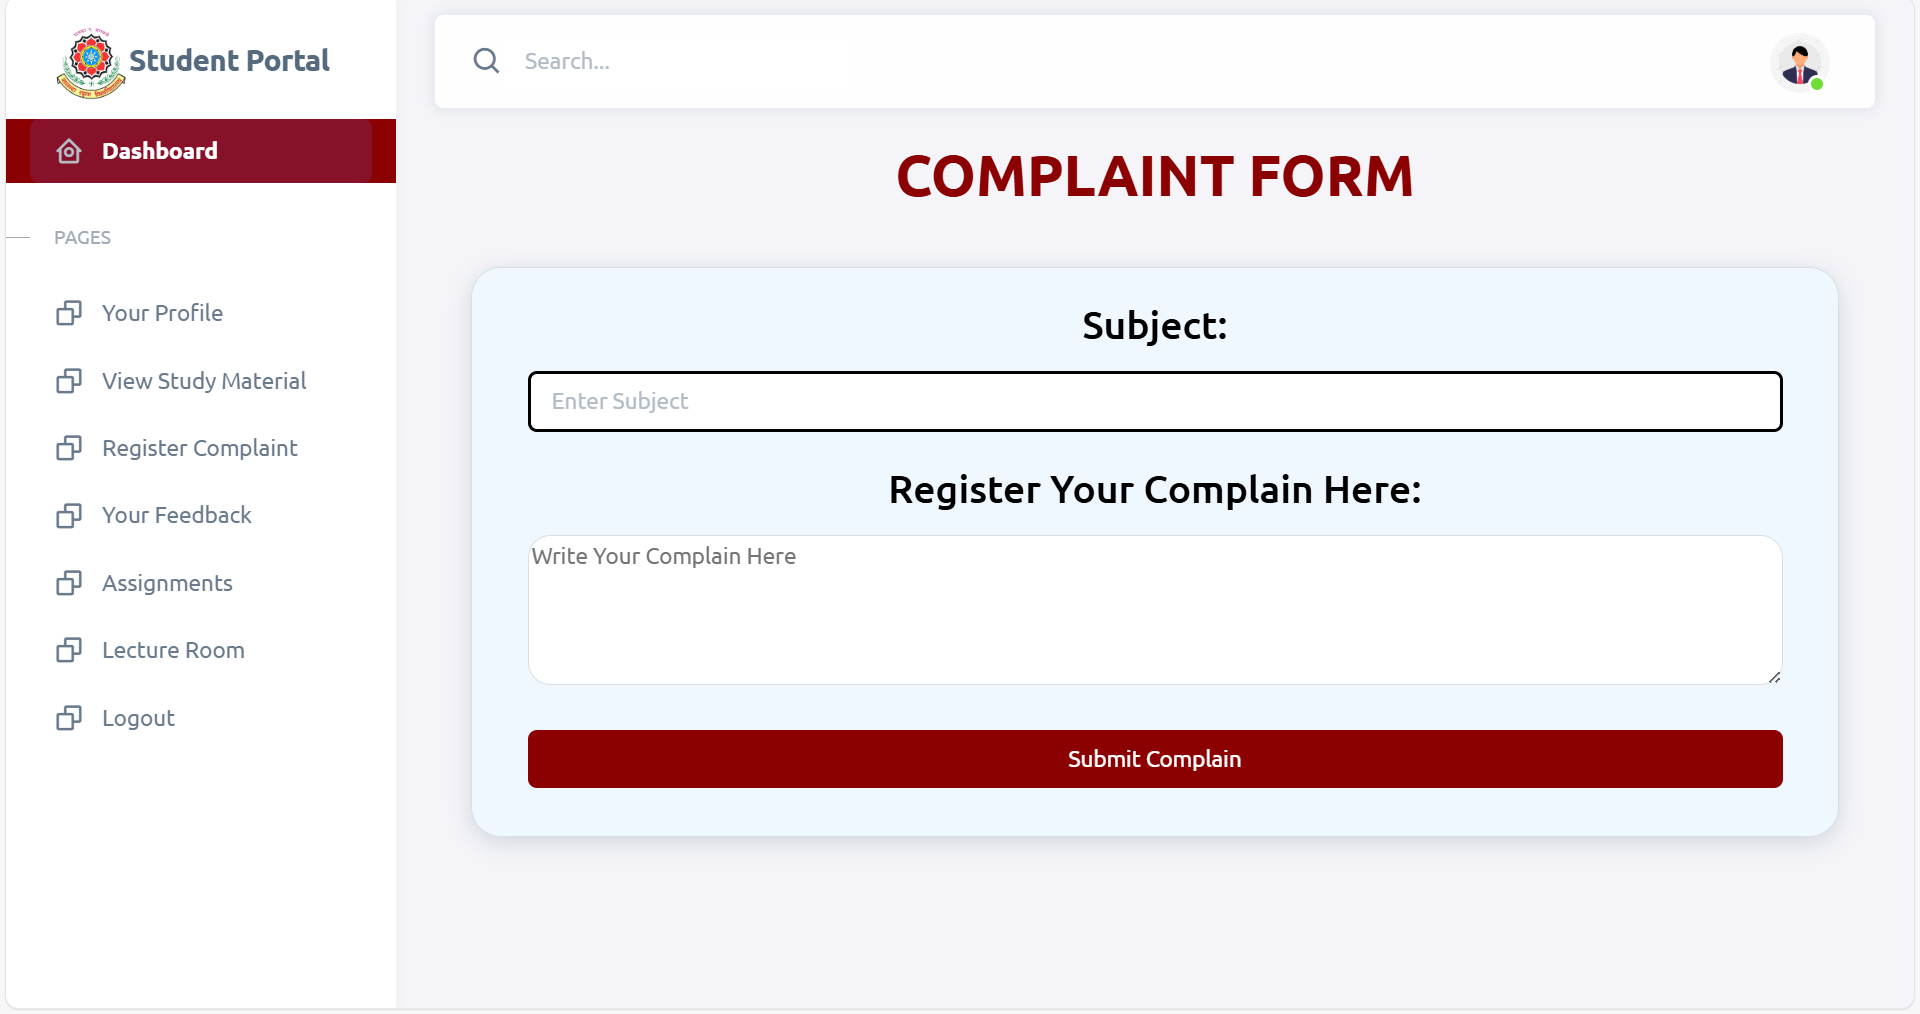 Student Portal
Search...
Dashboard
COMPLAINT FORM
PAGES
Subject:
Your Profile
Enter Subject
View Study Material
Register Complaint
Register Your Complain Here:
Your Feedback
Write Your Complain Here
Assignments
Lecture Room
Logout
Submit Complain